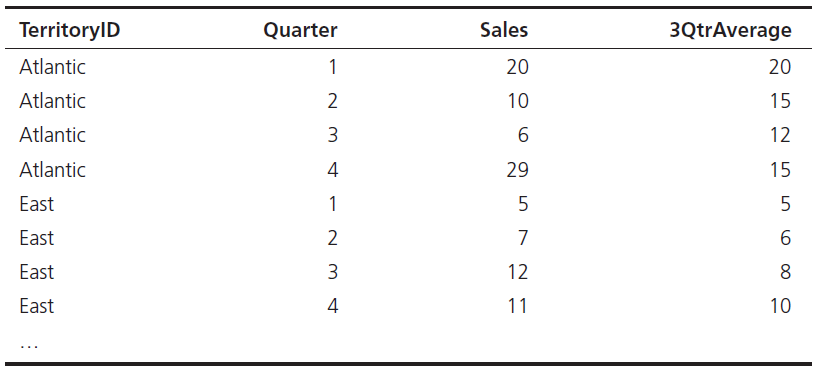 TerritoryID Quarter Sales 3QtrAverage
Atlantic 1 20 20
Atlantic 2 10 15
Atlantic 3 6 12
Atlantic 4 29 15
East 1 5 5
East 2 7 6
East 3 12 8
East 4 11 10
…